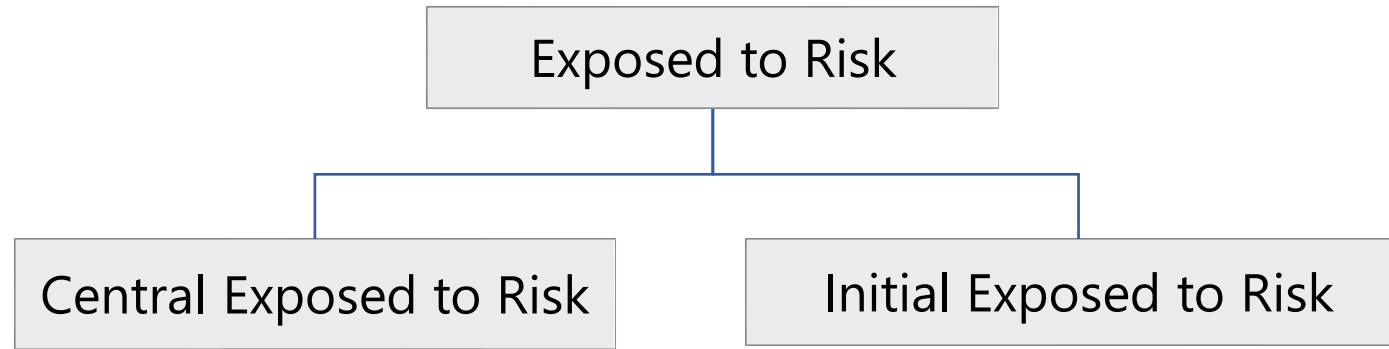 Exposed to Risk
Central Exposed to Risk
Initial Exposed to Risk